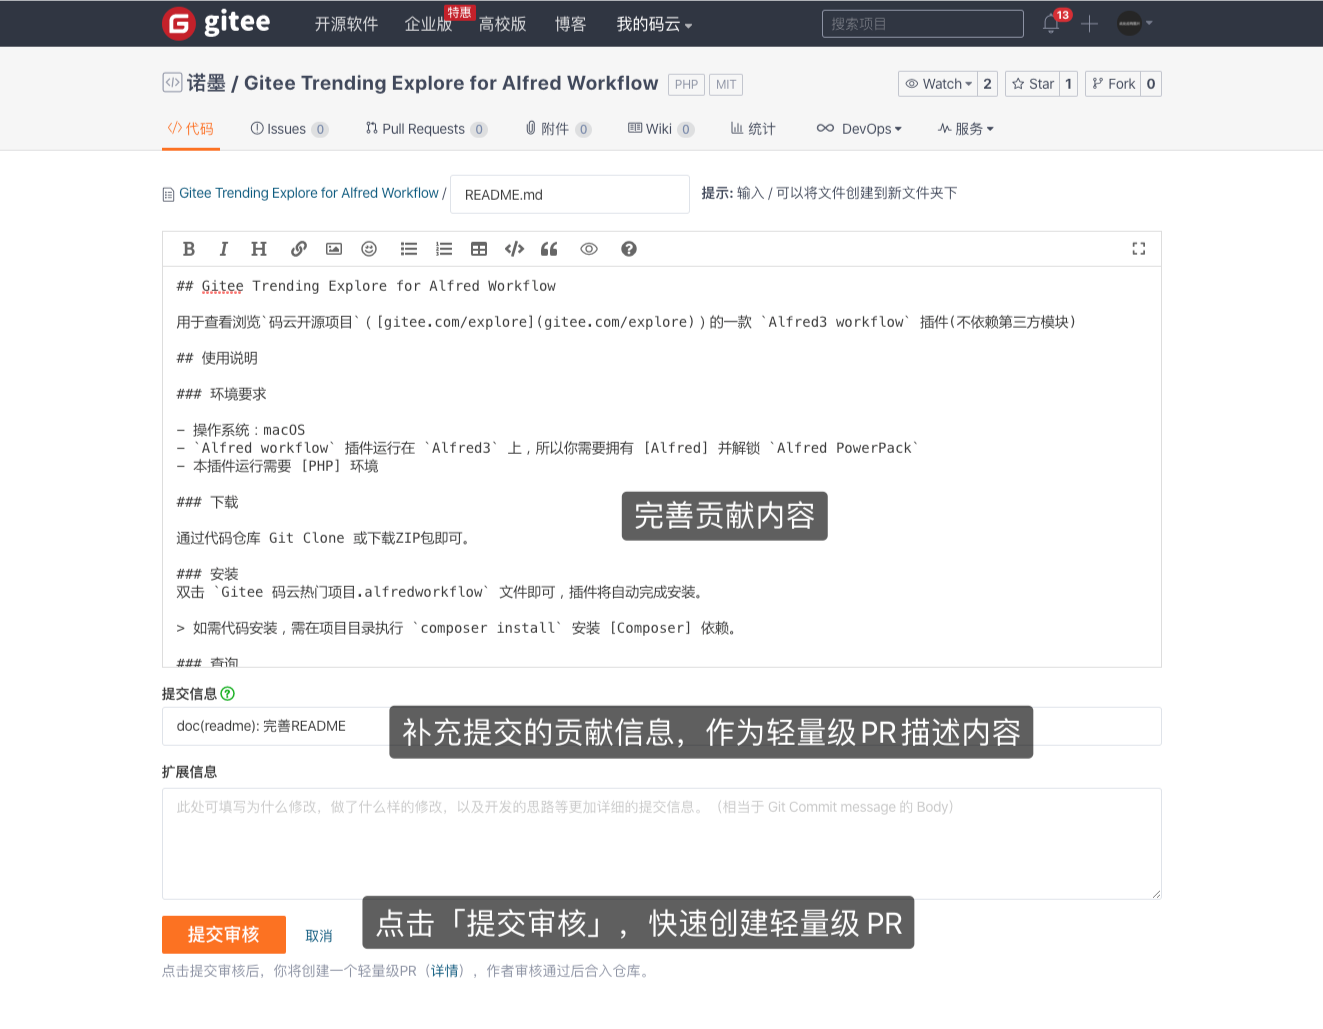 gitee
开源软件 企业版 特惠 高校版 博客 我的码云 搜索项目 13
诺墨 / Gitee Trending Explore for Alfred Workflow PHP MIT Watch 2 Star 1 Fork 0
代码 Issues 0 Pull Requests 0 附件 0 Wiki 0 统计 DevOps 服务
Gitee Trending Explore for Alfred Workflow / README.md 提示: 输入 / 可以将文件创建到新文件夹下
B I H
## Gitee Trending Explore for Alfred Workflow
用于查看浏览`码云开源项目`（[gitee.com/explore](gitee.com/explore)）的一款 `Alfred3 workflow` 插件(不依赖第三方模块)
## 使用说明
### 环境要求
- 操作系统：macOS
- `Alfred workflow` 插件运行在 `Alfred3` 上，所以你需要拥有 [Alfred] 并解锁 `Alfred PowerPack`
- 本插件运行需要 [PHP] 环境
### 下载
完善贡献内容
通过代码仓库 Git Clone 或下载ZIP包即可。
### 安装
双击 `Gitee 码云热门项目.alfredworkflow` 文件即可，插件将自动完成安装。
> 如需代码安装，需在项目目录执行 `composer install` 安装 [Composer] 依赖。
### 查询
提交信息
doc(readme): 完善README
补充提交的贡献信息，作为轻量级PR描述内容
扩展信息
此处可填写为什么修改，做了什么样的修改，以及开发的思路等更加详细的提交信息。（相当于 Git Commit message 的 Body）
点击「提交审核」，快速创建轻量级 PR
提交审核 取消
点击提交审核后，你将创建一个轻量级PR（详情），作者审核通过后合入仓库。